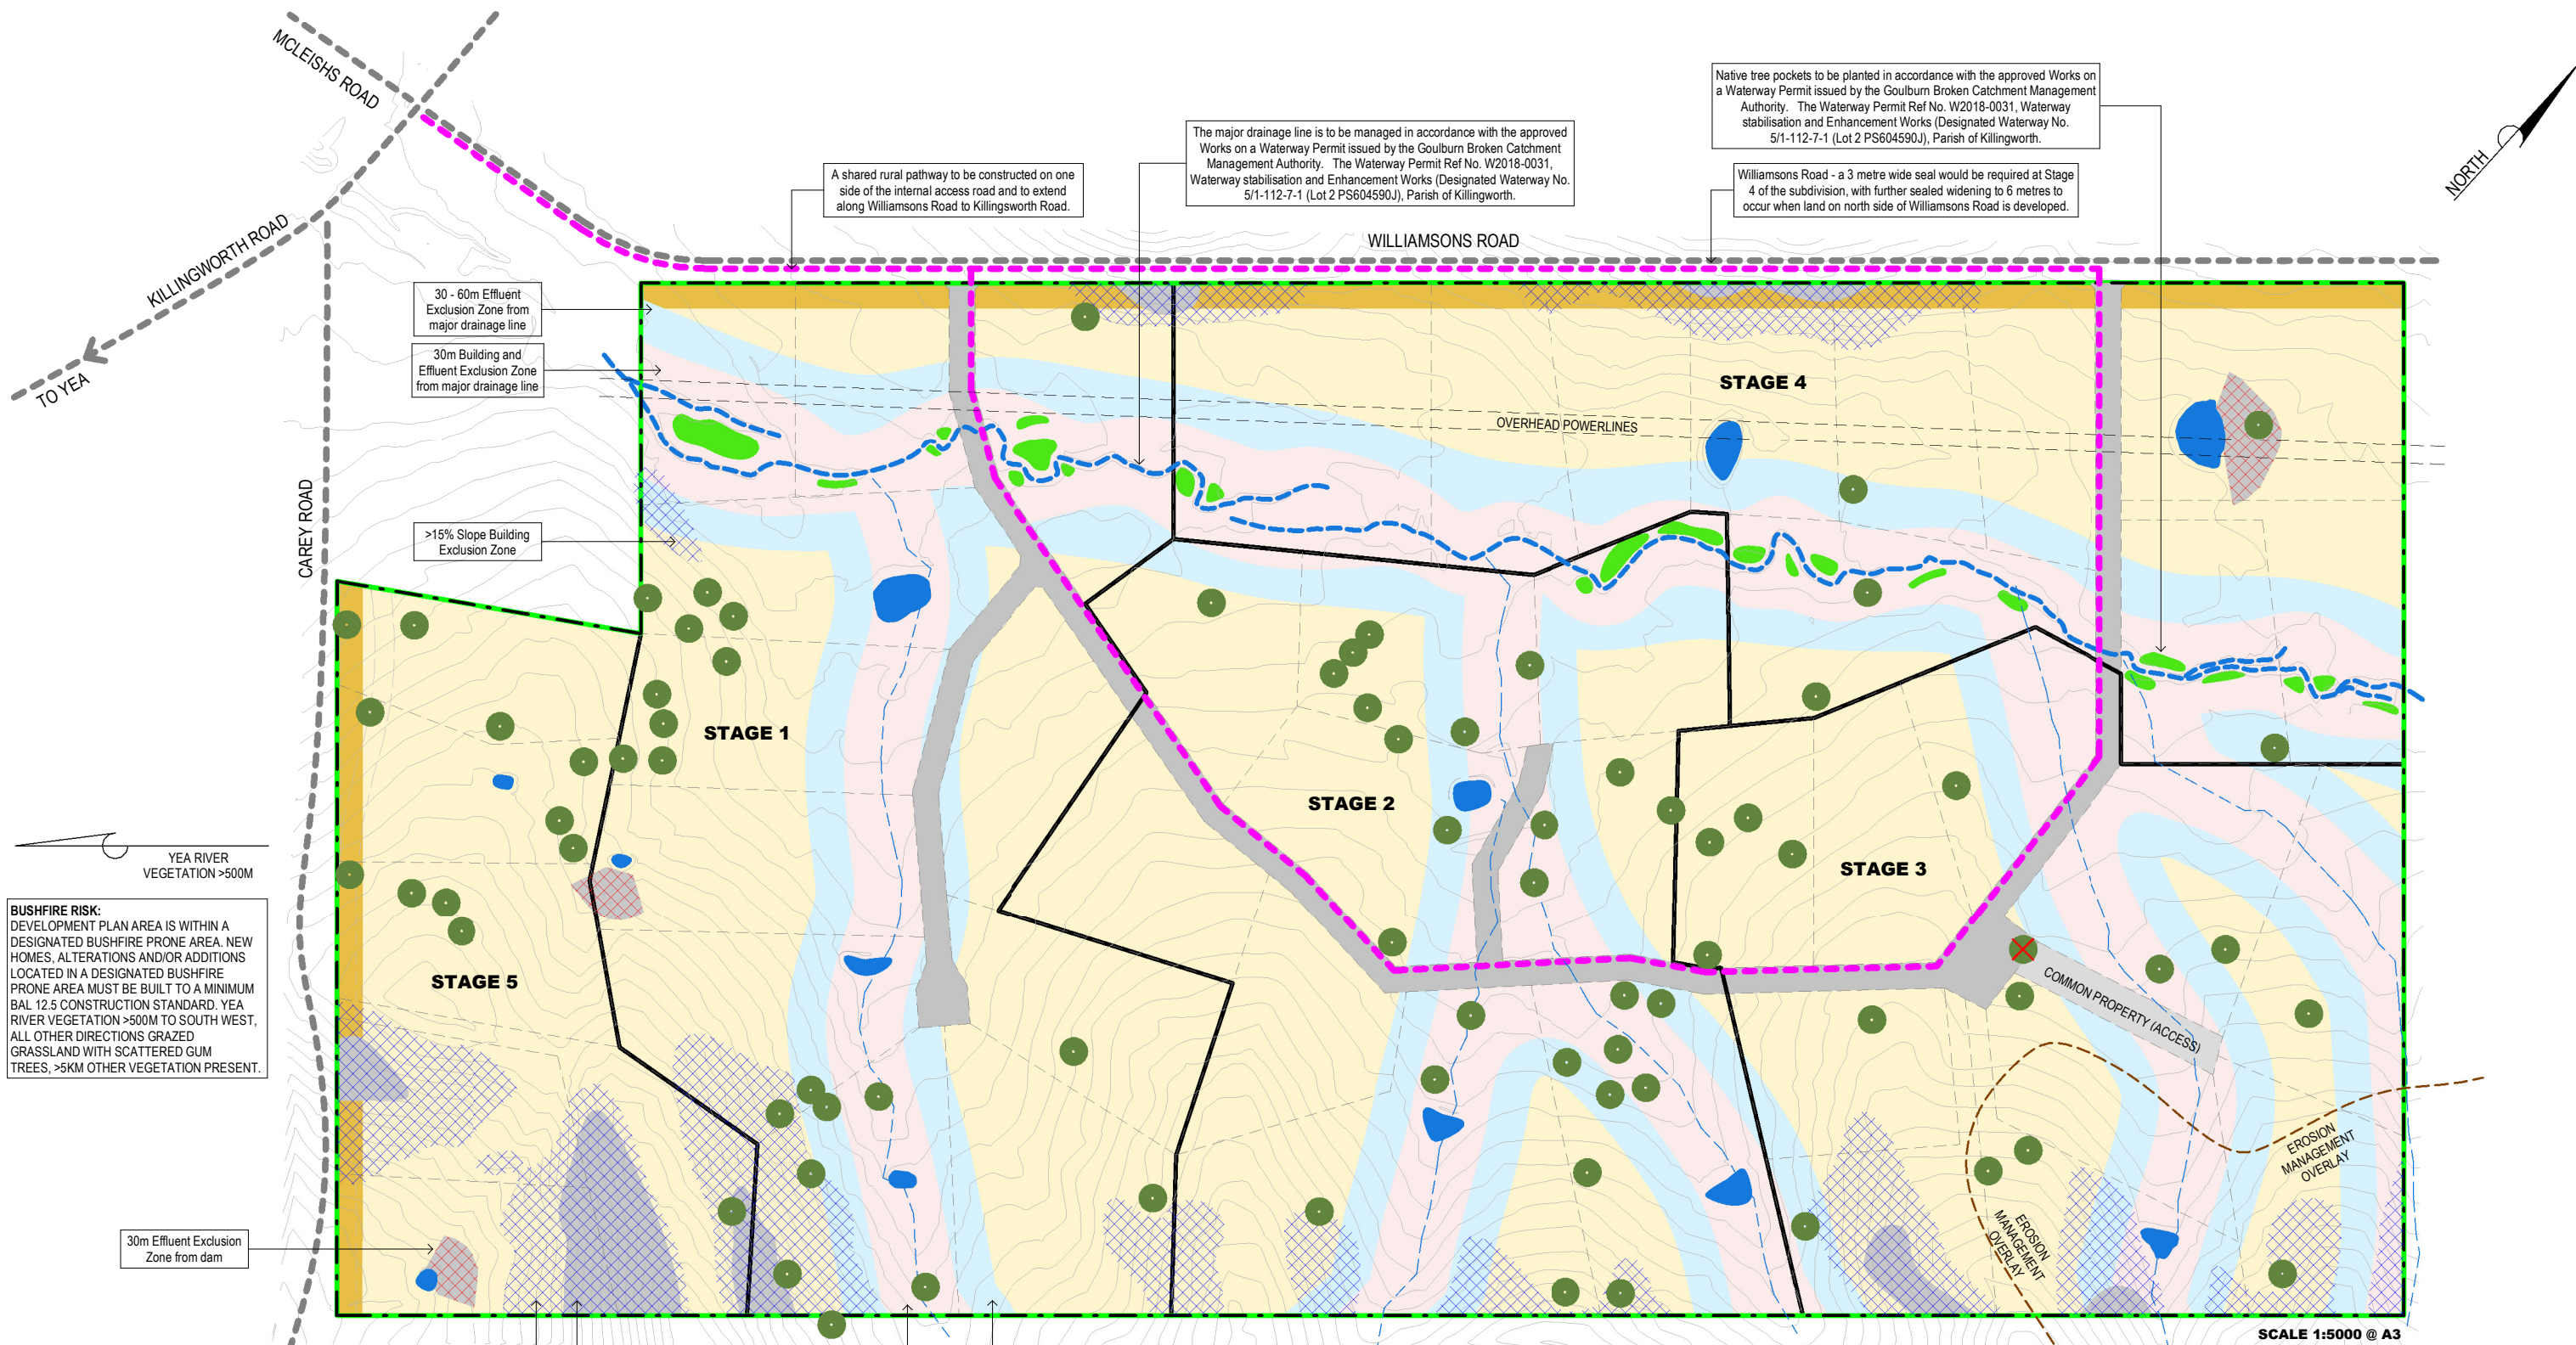 MCLEISHS ROAD
KILLINGWORTH ROAD
TO YEA
CAREY ROAD
WILLIAMSONS ROAD
NORTH
A shared rural pathway to be constructed on one
side of the internal access road and to extend
along Williamsons Road to Killingsworth Road.
The major drainage line is to be managed in accordance with the approved
Works on a Waterway Permit issued by the Goulburn Broken Catchment
Management Authority. The Waterway Permit Ref No. W2018-0031,
Waterway stabilisation and Enhancement Works (Designated Waterway No.
5/1-112-7-1 (Lot 2 PS604590J), Parish of Killingworth.
Native tree pockets to be planted in accordance with the approved Works on
a Waterway Permit issued by the Goulburn Broken Catchment Management
Authority. The Waterway Permit Ref No. W2018-0031, Waterway
stabilisation and Enhancement Works (Designated Waterway No.
5/1-112-7-1 (Lot 2 PS604590J), Parish of Killingworth.
Williamsons Road - a 3 metre wide seal would be required at Stage
4 of the subdivision, with further sealed widening to 6 metres to
occur when land on north side of Williamsons Road is developed.
30 - 60m Effluent
Exclusion Zone from
major drainage line
30m Building and
Effluent Exclusion Zone
from major drainage line
>15% Slope Building
Exclusion Zone
STAGE 4
OVERHEAD POWERLINES
STAGE 1
STAGE 2
STAGE 3
STAGE 5
YEA RIVER
VEGETATION >500M
BUSHFIRE RISK:
DEVELOPMENT PLAN AREA IS WITHIN A
DESIGNATED BUSHFIRE PRONE AREA. NEW
HOMES, ALTERATIONS AND/OR ADDITIONS
LOCATED IN A DESIGNATED BUSHFIRE
PRONE AREA MUST BE BUILT TO A MINIMUM
BAL 12.5 CONSTRUCTION STANDARD. YEA
RIVER VEGETATION >500M TO SOUTH WEST,
ALL OTHER DIRECTIONS GRAZED
GRASSLAND WITH SCATTERED GUM
TREES, >5KM OTHER VEGETATION PRESENT.
COMMON PROPERTY (ACCESS)
EROSION
MANAGEMENT
OVERLAY
EROSION
MANAGEMENT
OVERLAY
30m Effluent Exclusion
Zone from dam
SCALE 1:5000 @ A3